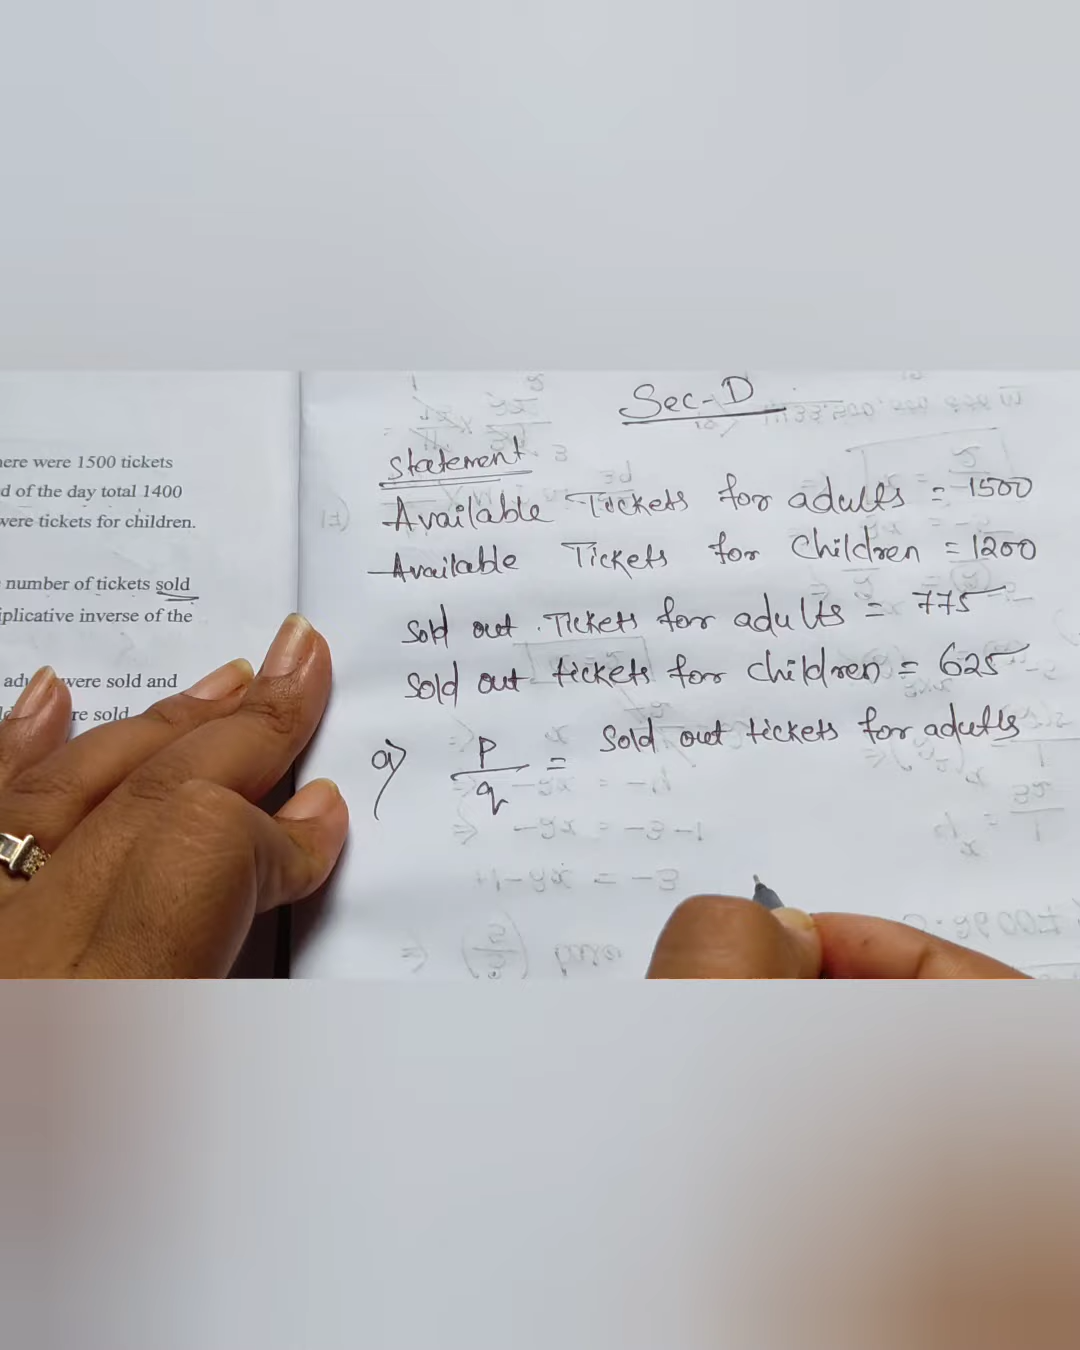 here were 1500 tickets
d of the day total 1400
were tickets for children.
number of tickets sold
iplicative inverse of the
were sold and
re sold
Sec-D
Statement
Available Tickets for adults = 1500
Available Tickets for Children = 1200
Sold out Tickets for adults = 775
Sold out tickets for children = 625
a) P/q = Sold out tickets for adults